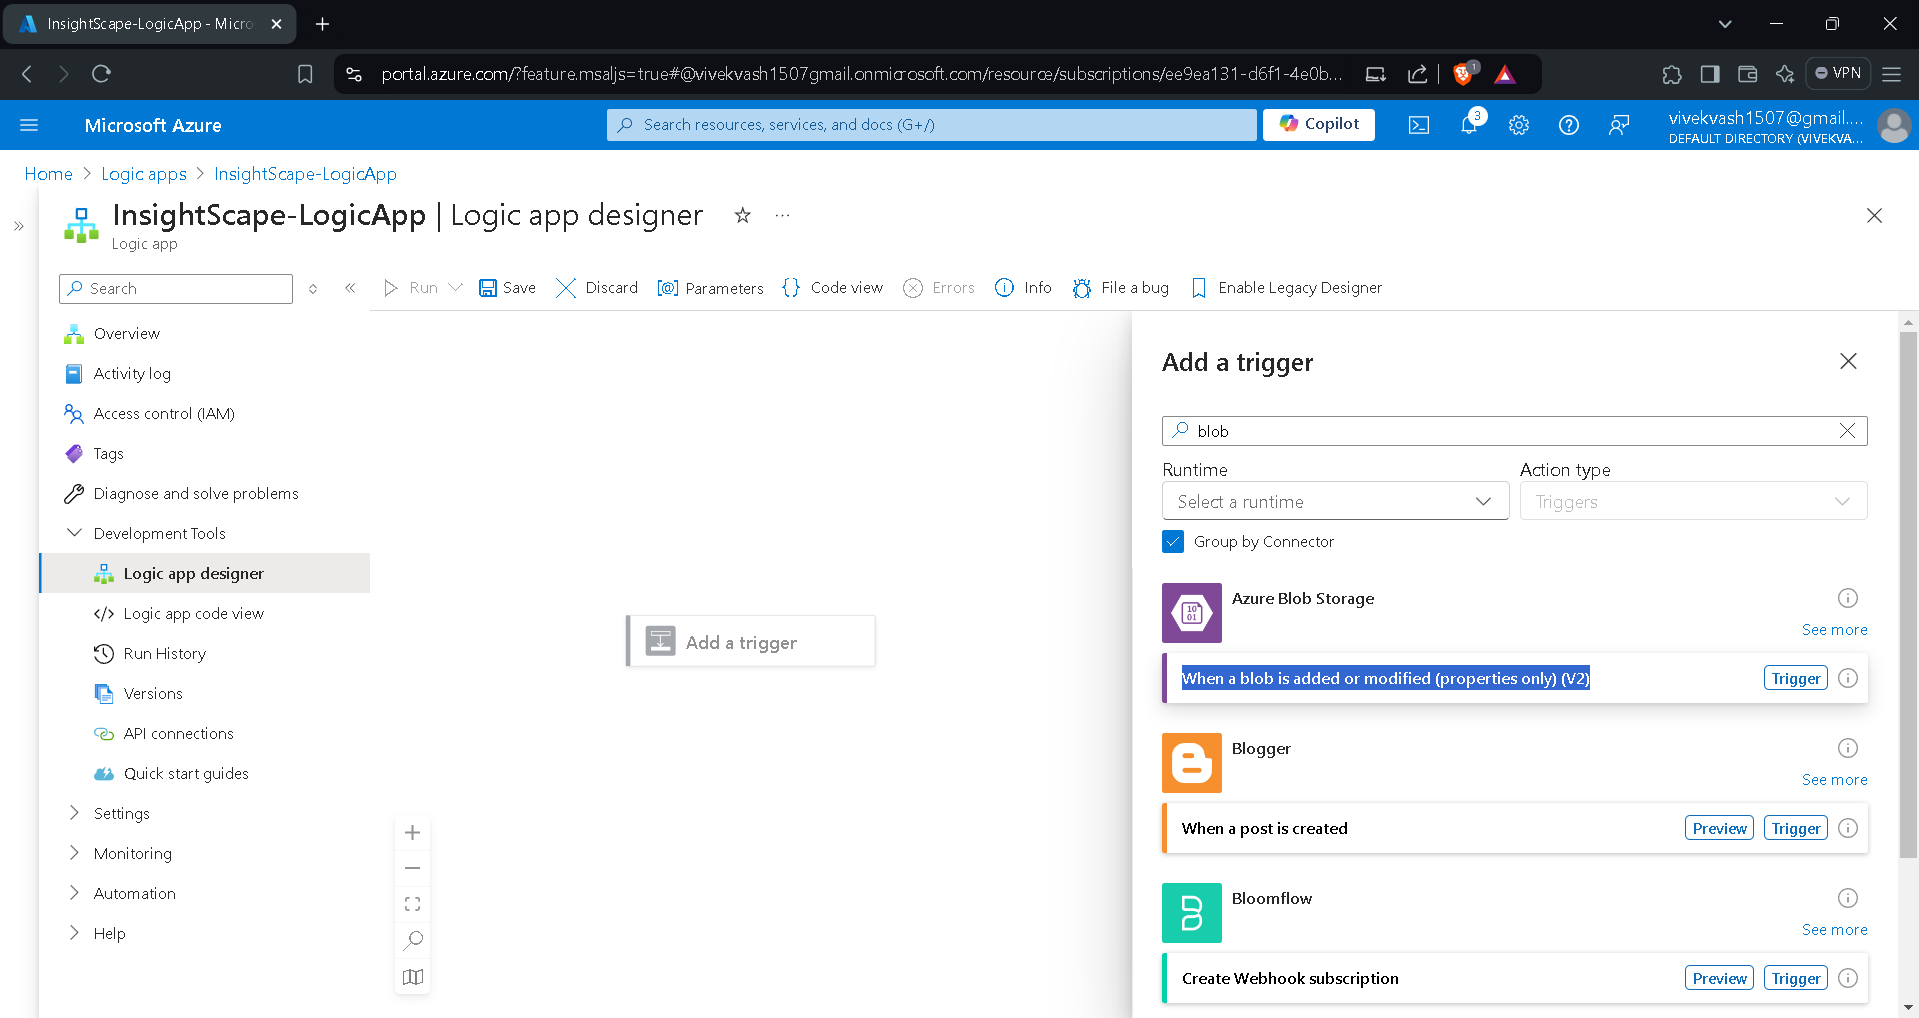 InsightScape-LogicApp - Micro
portal.azure.com/?feature.msaljs=true#@vivekvash1507gmail.onmicrosoft.com/resource/subscriptions/ee9ea131-d6f1-4e0b...
1
VPN
Microsoft Azure
Search resources, services, and docs (G+/)
Copilot
3
vivekvash1507@gmail....
DEFAULT DIRECTORY (VIVEKVA...
Home > Logic apps > InsightScape-LogicApp
InsightScape-LogicApp | Logic app designer
Logic app
Search
Run
Save
Discard
Parameters
Code view
Errors
Info
File a bug
Enable Legacy Designer
Overview
Activity log
Access control (IAM)
Tags
Diagnose and solve problems
Development Tools
Logic app designer
Logic app code view
Run History
Versions
API connections
Quick start guides
Settings
Monitoring
Automation
Help
Add a trigger
Add a trigger
blob
Runtime
Action type
Select a runtime
Triggers
Group by Connector
10
01
Azure Blob Storage
See more
When a blob is added or modified (properties only) (V2)
Trigger
Blogger
See more
When a post is created
Preview
Trigger
Bloomflow
See more
Create Webhook subscription
Preview
Trigger